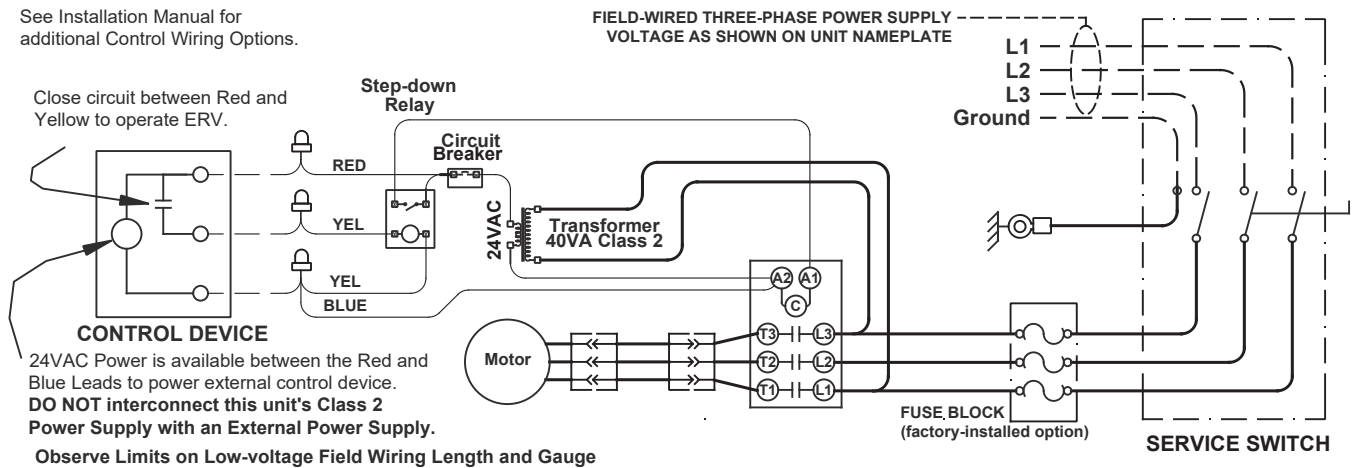 See Installation Manual for
additional Control Wiring Options.
FIELD-WIRED THREE-PHASE POWER SUPPLY
VOLTAGE AS SHOWN ON UNIT NAMEPLATE
L1
L2
L3
Ground
Close circuit between Red and
Yellow to operate ERV.
Step-down
Relay
Circuit
Breaker
RED
YEL
YEL
BLUE
24VAC
Transformer
40VA Class 2
A2
A1
C
T3
L3
T2
L2
T1
L1
Motor
CONTROL DEVICE
24VAC Power is available between the Red and
Blue Leads to power external control device.
DO NOT interconnect this unit's Class 2
Power Supply with an External Power Supply.
Observe Limits on Low-voltage Field Wiring Length and Gauge
FUSE BLOCK
(factory-installed option)
SERVICE SWITCH